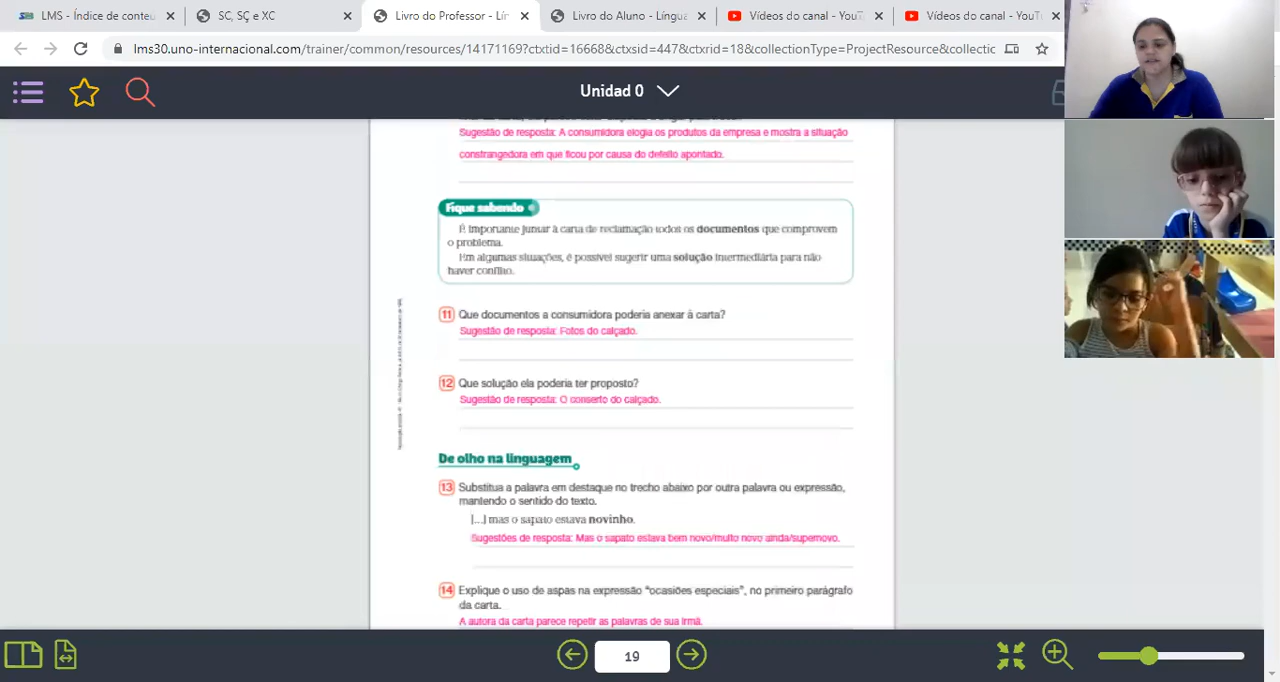 LMS - Índice de conteú
SC, SÇ e XC
Livro do Professor - Lín
Livro do Aluno - Língua
Vídeos do canal - YouT
Vídeos do canal - YouT
lms30.uno-internacional.com/trainer/common/resources/14171169?ctxtid=16668&ctxsid=447&ctxrid=18&collectionType=ProjectResource&collectic
Unidad 0
Sugestão de resposta: A consumidora elogia os produtos da empresa e mostra a situação
constrangedora em que ficou por causa do defeito apontado.
Fique sabendo
É importante juntar à carta de reclamação todos os documentos que comprovem
o problema.
Em algumas situações, é possível sugerir uma solução intermediária para não
haver conflito.
11 Que documentos a consumidora poderia anexar à carta?
Sugestão de resposta: Fotos do calçado.
12 Que solução ela poderia ter proposto?
Sugestão de resposta: O conserto do calçado.
De olho na linguagem
13 Substitua a palavra em destaque no trecho abaixo por outra palavra ou expressão,
mantendo o sentido do texto.
[...] mas o sapato estava novinho.
Sugestões de resposta: Mas o sapato estava bem novo/muito novo ainda/supernovo.
14 Explique o uso de aspas na expressão "ocasiões especiais", no primeiro parágrafo
da carta.
A autora da carta parece repetir as palavras de sua irmã.
19